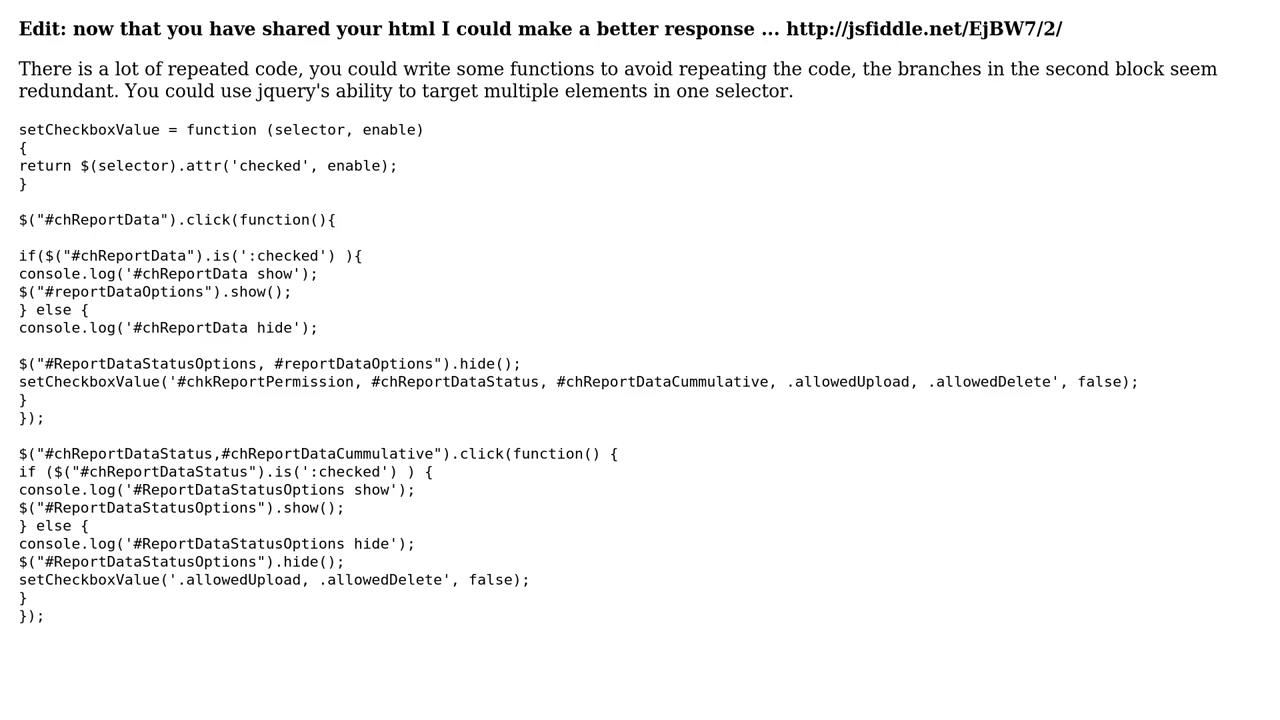 Edit: now that you have shared your html I could make a better response ... http://jsfiddle.net/EjBW7/2/
There is a lot of repeated code, you could write some functions to avoid repeating the code, the branches in the second block seem
redundant. You could use jquery's ability to target multiple elements in one selector.
setCheckboxValue = function (selector, enable)
{
return $(selector).attr('checked', enable);
}
$("#chReportData").click(function(){
if($("#chReportData").is(':checked') ){
console.log('#chReportData show');
$("#reportDataOptions").show();
} else {
console.log('#chReportData hide');
$("#ReportDataStatusOptions, #reportDataOptions").hide();
setCheckboxValue('#chkReportPermission, #chReportDataStatus, #chReportDataCummulative, .allowedUpload, .allowedDelete', false);
}
});
$("#chReportDataStatus,#chReportDataCummulative").click(function() {
if ($("#chReportDataStatus").is(':checked') ) {
console.log('#ReportDataStatusOptions show');
$("#ReportDataStatusOptions").show();
} else {
console.log('#ReportDataStatusOptions hide');
$("#ReportDataStatusOptions").hide();
setCheckboxValue('.allowedUpload, .allowedDelete', false);
}
});